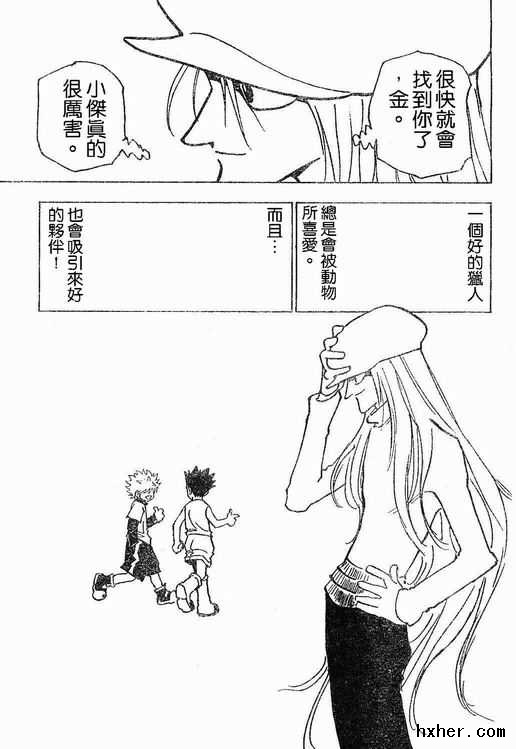 很快就會
找到你了
，金。
小傑真的
很厲害。
一個好的獵人
總是會被動物
所喜愛。
而且…
也會吸引來好
的夥伴！
hxher.com